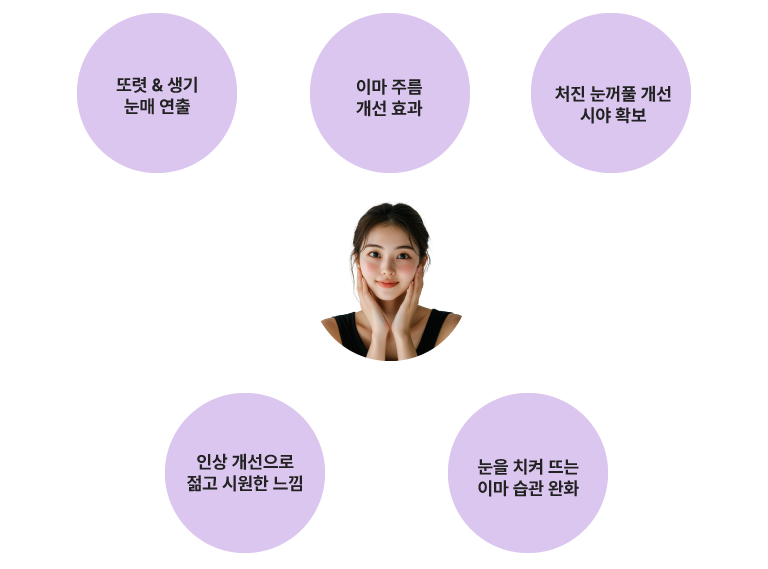 또렷 & 생기
눈매 연출
이마 주름
개선 효과
처진 눈꺼풀 개선
시야 확보
인상 개선으로
젊고 시원한 느낌
눈을 치켜 뜨는
이마 습관 완화